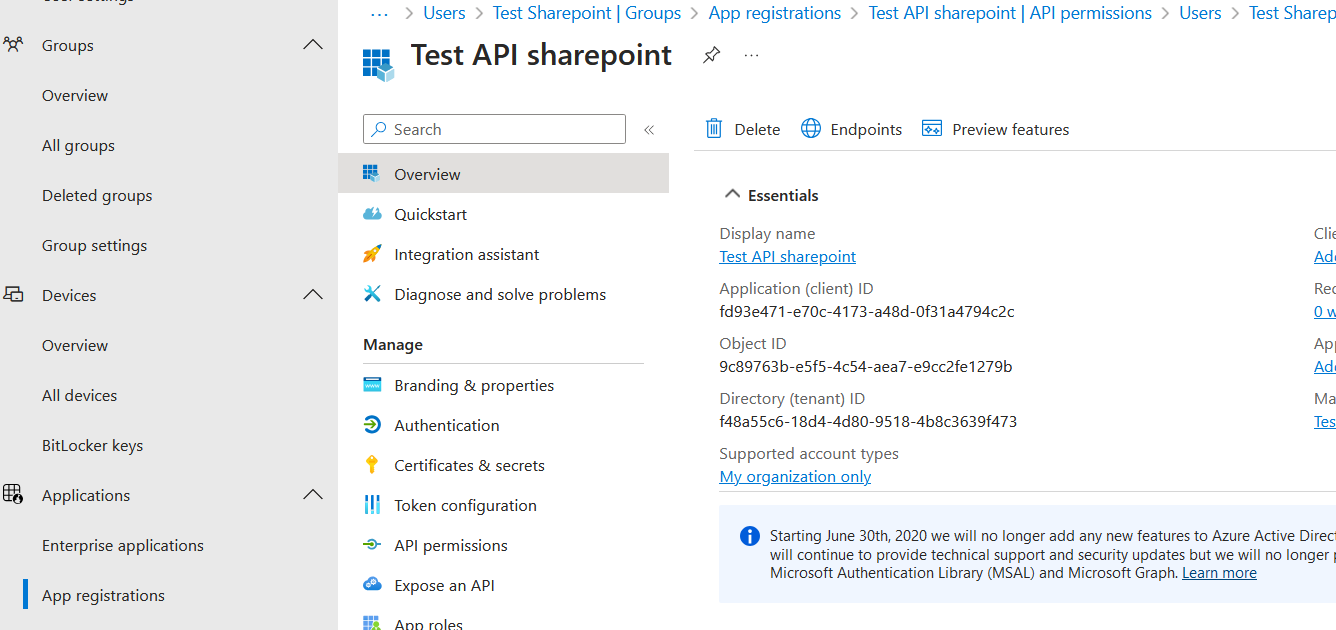 User settings
Groups
Overview
All groups
Deleted groups
Group settings
Devices
Overview
All devices
BitLocker keys
Applications
Enterprise applications
App registrations
··· > Users > Test Sharepoint | Groups > App registrations > Test API sharepoint | API permissions > Users > Test Sharep
Test API sharepoint
Search
«
Overview
Quickstart
Integration assistant
Diagnose and solve problems
Manage
Branding & properties
Authentication
Certificates & secrets
Token configuration
API permissions
Expose an API
App roles
Delete Endpoints Preview features
Essentials
Display name
Test API sharepoint
Application (client) ID
fd93e471-e70c-4173-a48d-0f31a4794c2c
Object ID
9c89763b-e5f5-4c54-aea7-e9cc2fe1279b
Directory (tenant) ID
f48a55c6-18d4-4d80-9518-4b8c3639f473
Supported account types
My organization only
Clie
Add
Rec
0 w
App
Add
Ma
Tes
Starting June 30th, 2020 we will no longer add any new features to Azure Active Direct
will continue to provide technical support and security updates but we will no longer p
Microsoft Authentication Library (MSAL) and Microsoft Graph. Learn more